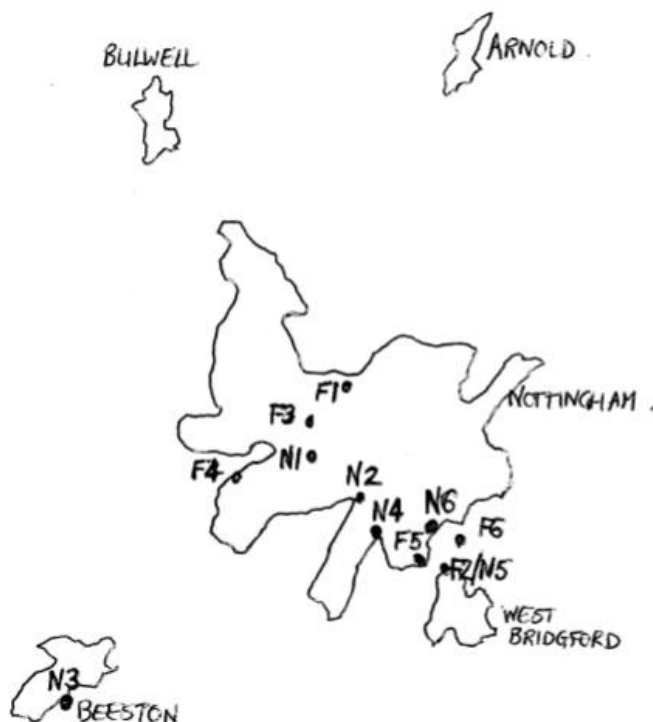 BULWELL
ARNOLD.
F1
F3
NOTTINGHAM.
N1
F4
N2
N4
N6
F5
F6
F2/N5
WEST
BRIDGFORD
N3
BEESTON